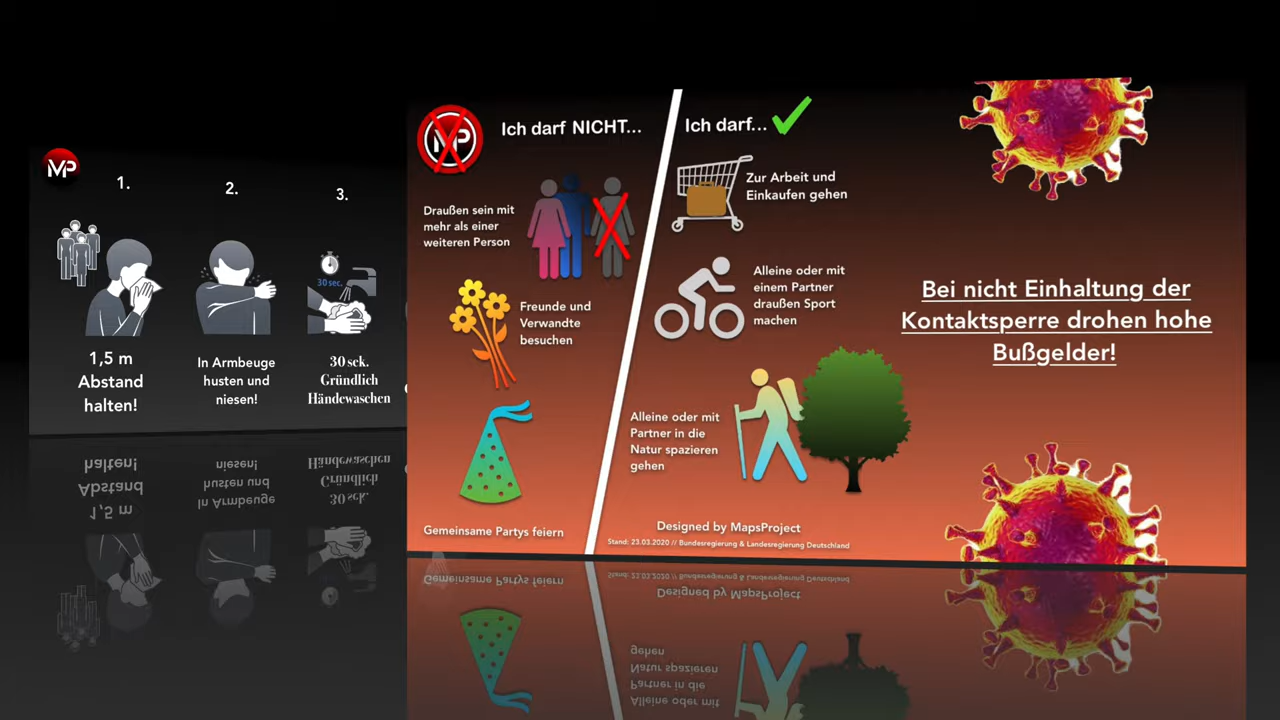 MP
1.
2.
3.
30 sec.
1,5 m
Abstand
halten!
In Armbeuge
husten und
niesen!
30 sck.
Gründlich
Händewaschen
MP
Ich darf NICHT...
Draußen sein mit
mehr als einer
weiteren Person
Freunde und
Verwandte
besuchen
Gemeinsame Partys feiern
Ich darf...
Zur Arbeit und
Einkaufen gehen
Alleine oder mit
einem Partner
draußen Sport
machen
Alleine oder mit
Partner in die
Natur spazieren
gehen
Designed by MapsProject
Stand: 23.03.2020 // Bundesregierung & Landesregierung Deutschland
Bei nicht Einhaltung der
Kontaktsperre drohen hohe
Bußgelder!